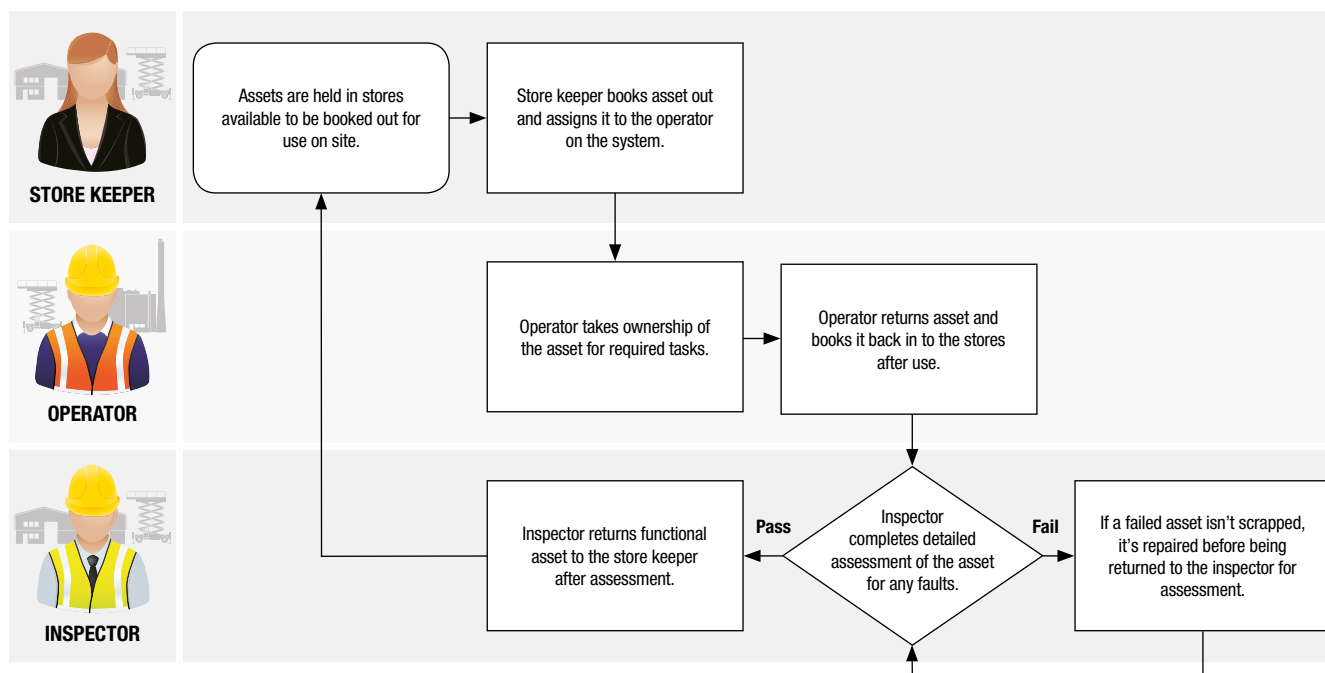 Assets are held in stores
available to be booked out for
use on site.
Store keeper books asset out
and assigns it to the operator
on the system.
STORE KEEPER
Operator takes ownership of
the asset for required tasks.
Operator returns asset and
books it back in to the stores
after use.
OPERATOR
Inspector returns functional
asset to the store keeper
after assessment.
Pass
Inspector
completes detailed
assessment of the asset
for any faults.
Fail
If a failed asset isn’t scrapped,
it’s repaired before being
returned to the inspector for
assessment.
INSPECTOR